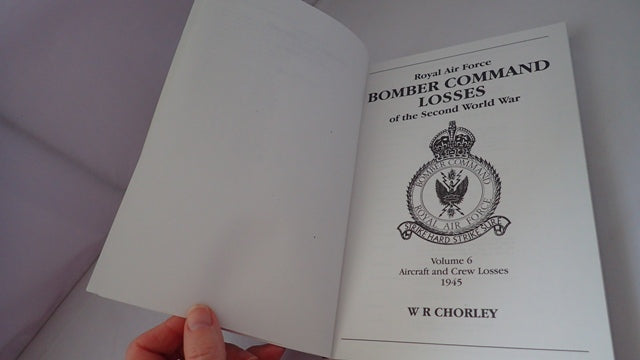 Royal Air Force
BOMBER COMMAND
LOSSES
of the Second World War
BOMBER COMMAND
ROYAL AIR FORCE
STRIKE HARD STRIKE SURE
Volume 6
Aircraft and Crew Losses
1945
W R CHORLEY